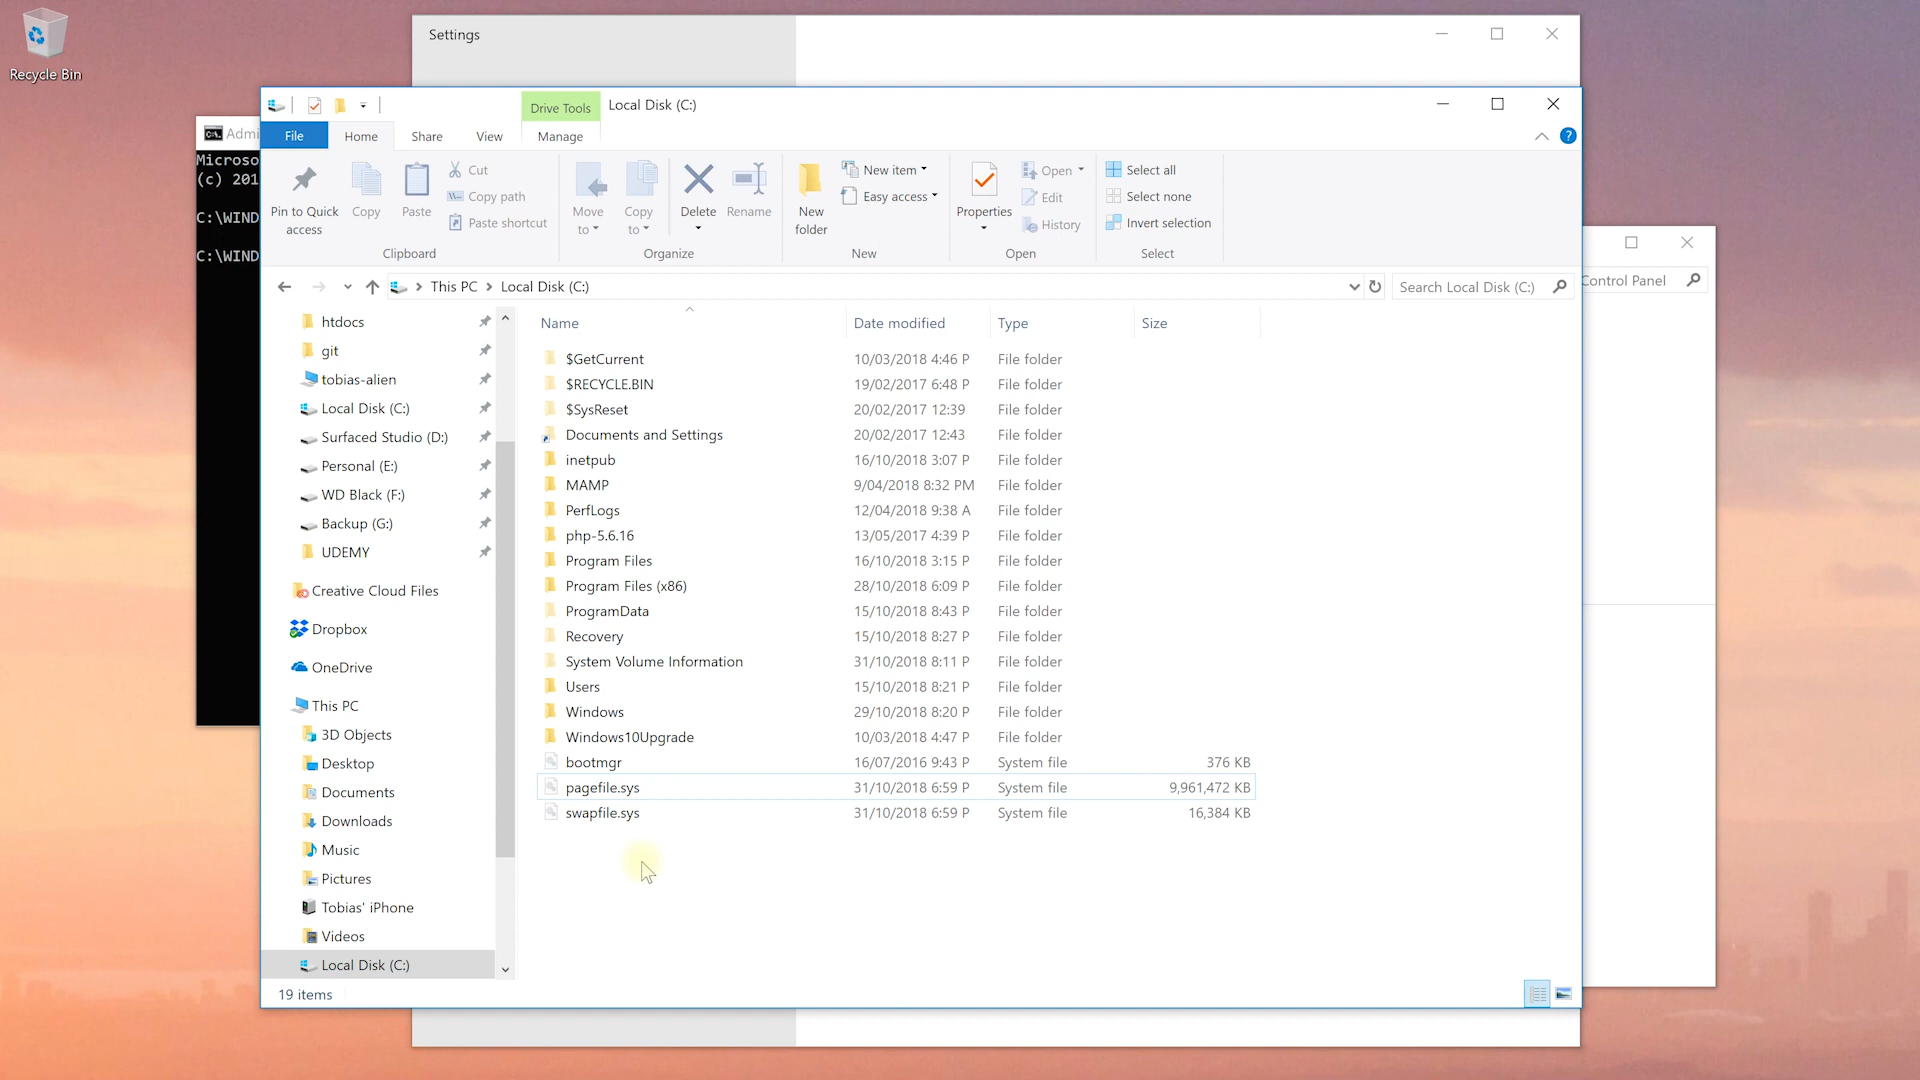 Recycle Bin
Settings
Admi
Microso
(c) 201
C:\WIND
C:\WIND
Drive Tools
Local Disk (C:)
File
Home
Share
View
Manage
Pin to Quick access
Copy
Paste
Cut
Copy path
Paste shortcut
Clipboard
Move to
Copy to
Delete
Rename
Organize
New folder
New item
Easy access
New
Properties
Open
Edit
History
Open
Select all
Select none
Invert selection
Select
This PC
Local Disk (C:)
Search Local Disk (C:)
Control Panel
htdocs
git
tobias-alien
Local Disk (C:)
Surfaced Studio (D:)
Personal (E:)
WD Black (F:)
Backup (G:)
UDEMY
Creative Cloud Files
Dropbox
OneDrive
This PC
3D Objects
Desktop
Documents
Downloads
Music
Pictures
Tobias' iPhone
Videos
Local Disk (C:)
Name Date modified Type Size
$GetCurrent 10/03/2018 4:46 P File folder
$RECYCLE.BIN 19/02/2017 6:48 P File folder
$SysReset 20/02/2017 12:39 File folder
Documents and Settings 20/02/2017 12:43 File folder
inetpub 16/10/2018 3:07 P File folder
MAMP 9/04/2018 8:32 PM File folder
PerfLogs 12/04/2018 9:38 A File folder
php-5.6.16 13/05/2017 4:39 P File folder
Program Files 16/10/2018 3:15 P File folder
Program Files (x86) 28/10/2018 6:09 P File folder
ProgramData 15/10/2018 8:43 P File folder
Recovery 15/10/2018 8:27 P File folder
System Volume Information 31/10/2018 8:11 P File folder
Users 15/10/2018 8:21 P File folder
Windows 29/10/2018 8:20 P File folder
Windows10Upgrade 10/03/2018 4:47 P File folder
bootmgr 16/07/2016 9:43 P System file 376 KB
pagefile.sys 31/10/2018 6:59 P System file 9,961,472 KB
swapfile.sys 31/10/2018 6:59 P System file 16,384 KB
19 items